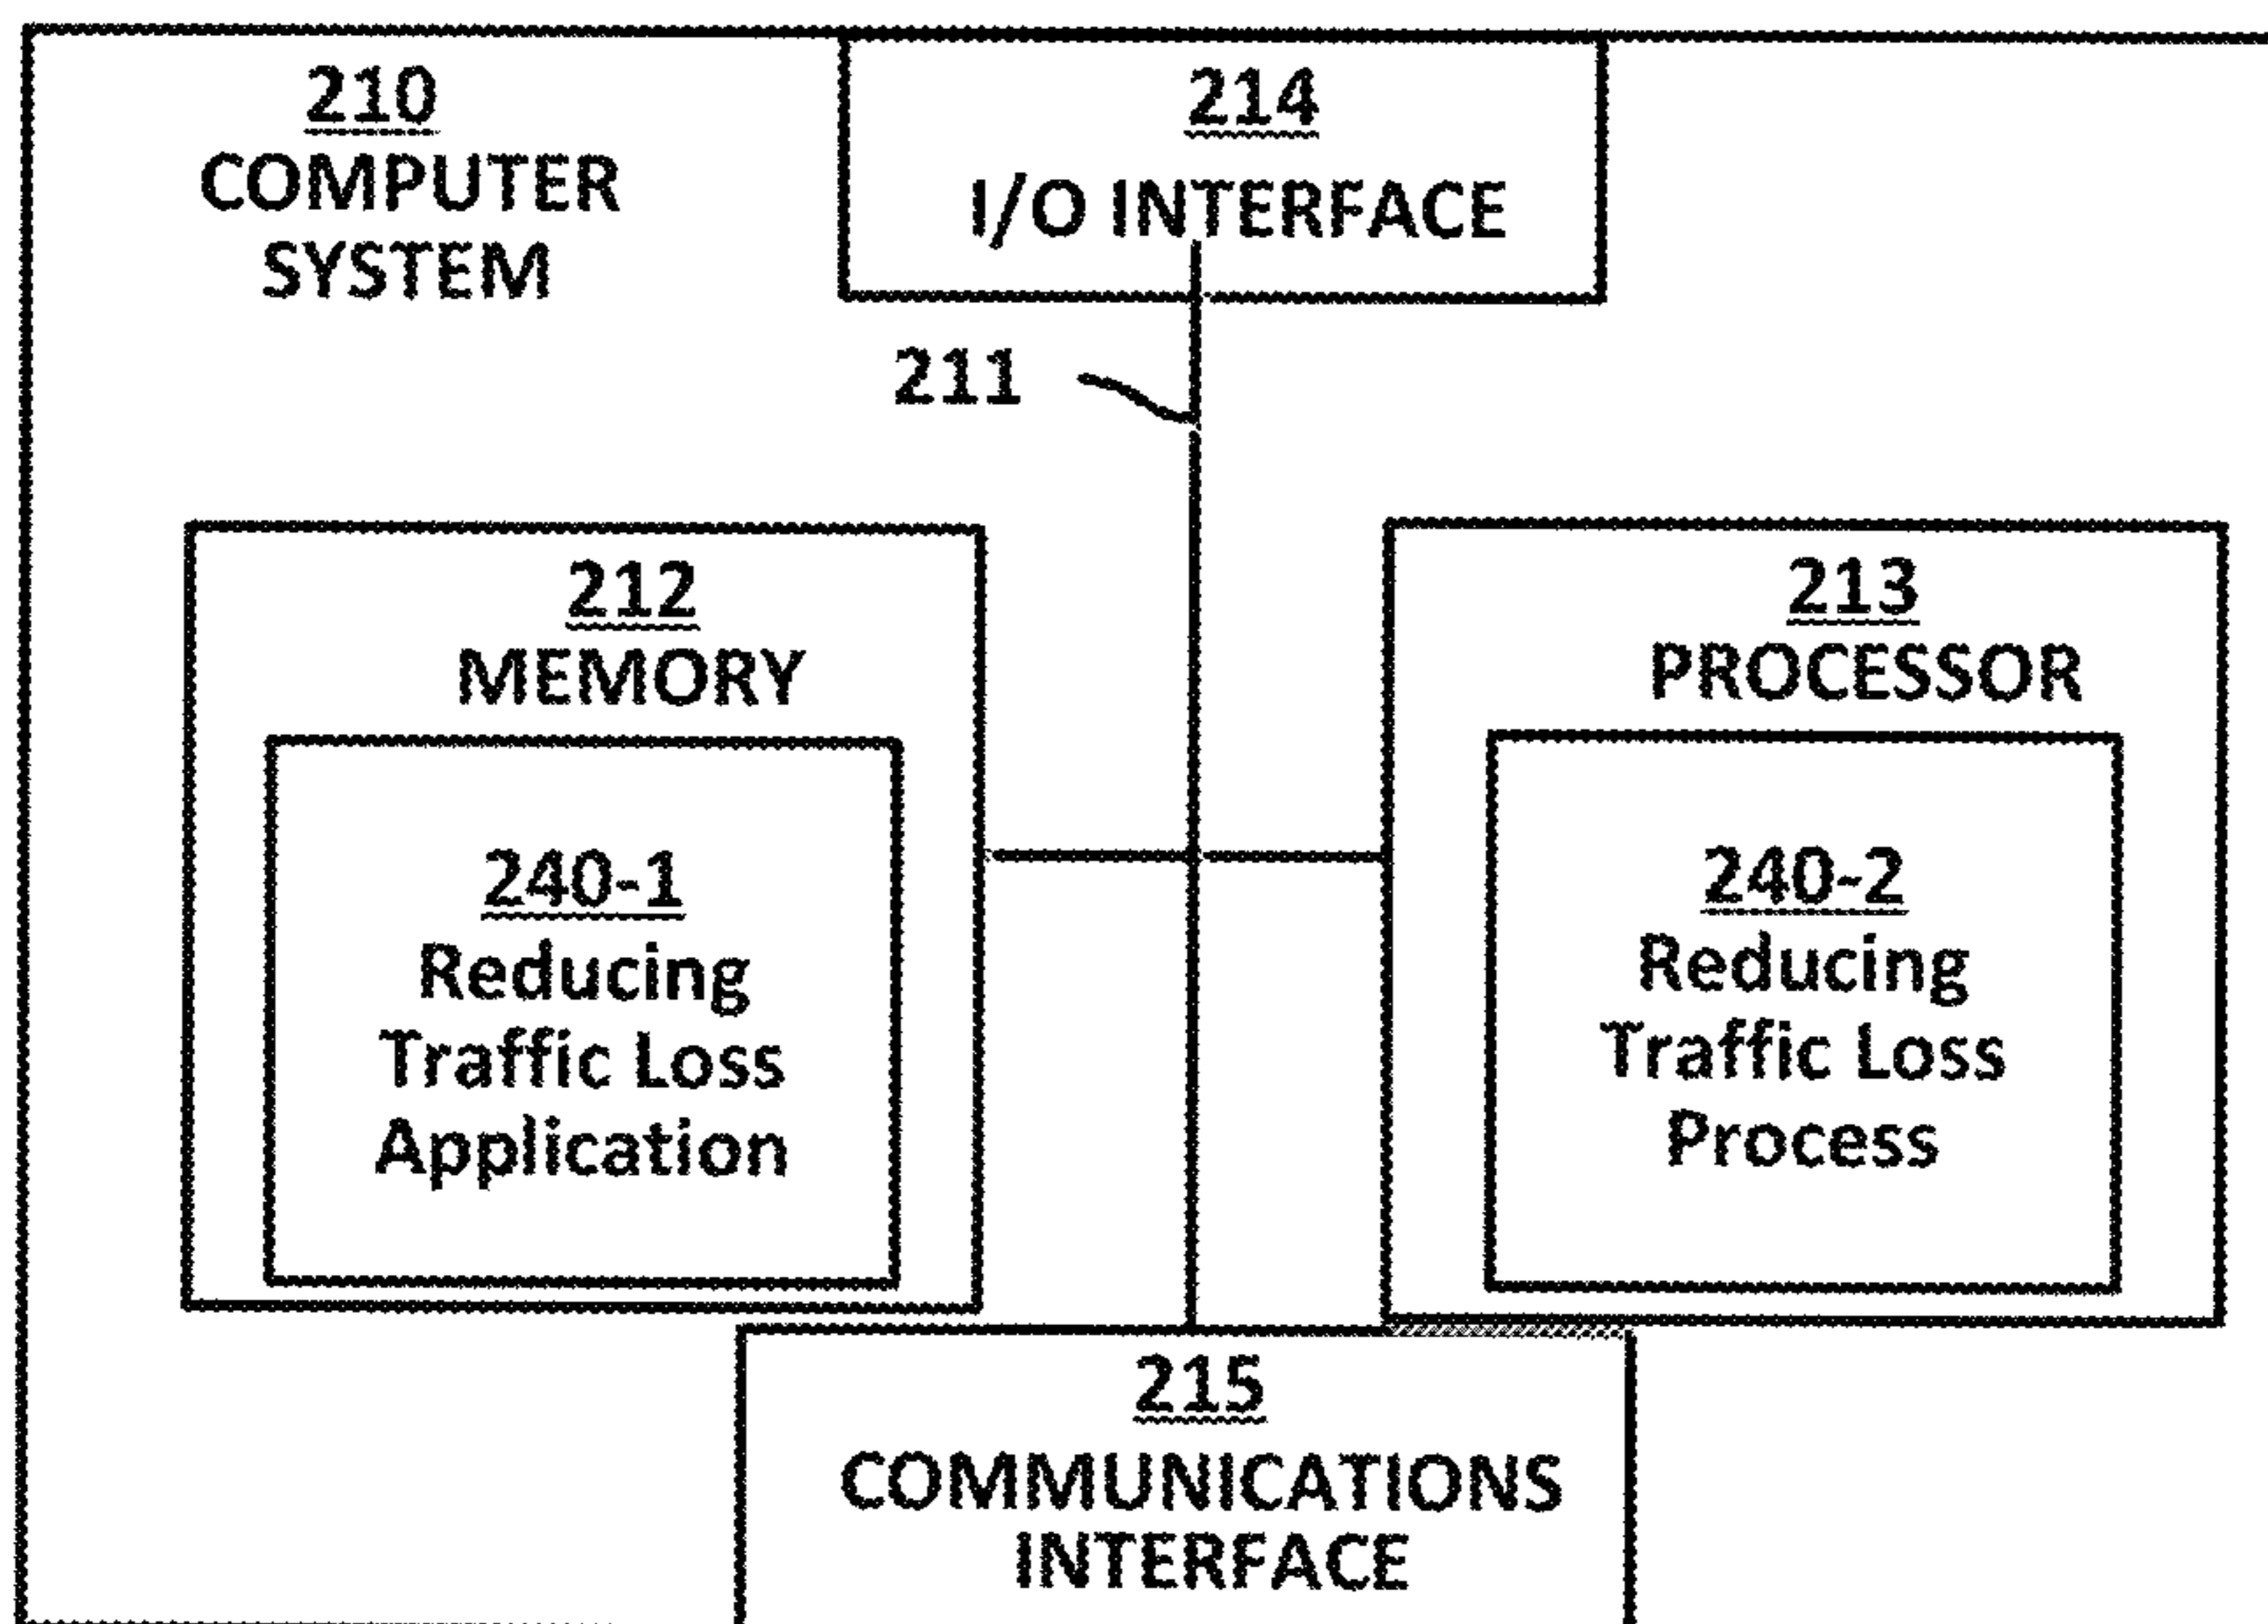 210
COMPUTER
SYSTEM
214
I/O INTERFACE
211
212
MEMORY
213
PROCESSOR
240-1
Reducing
Traffic Loss
Application
240-2
Reducing
Traffic Loss
Process
215
COMMUNICATIONS
INTERFACE